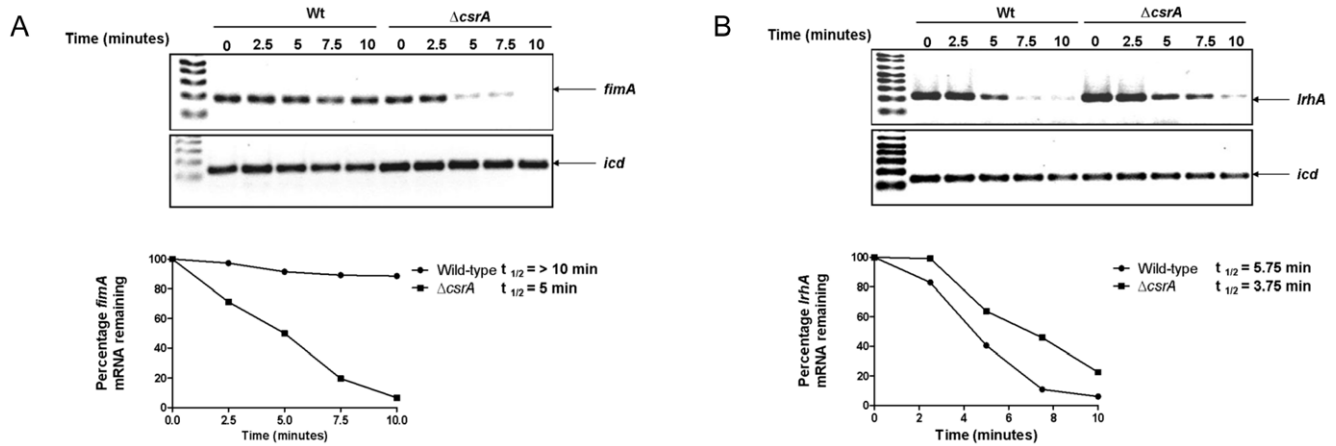 A
Wt
ΔcsrA
Time (minutes)
0 2.5 5 7.5 10 0 2.5 5 7.5 10
fimA
icd
Percentage fimA
mRNA remaining
100
80
60
40
20
0
0.0 2.5 5.0 7.5 10.0
Time (minutes)
Wild-type t 1/2 = > 10 min
ΔcsrA t 1/2 = 5 min
B
Wt
ΔcsrA
Time (minutes)
0 2.5 5 7.5 10 0 2.5 5 7.5 10
lrhA
icd
Percentage lrhA
mRNA remaining
100
80
60
40
20
0
0 2 4 6 8 10
Time (minutes)
Wild-type t 1/2 = 5.75 min
ΔcsrA t 1/2 = 3.75 min